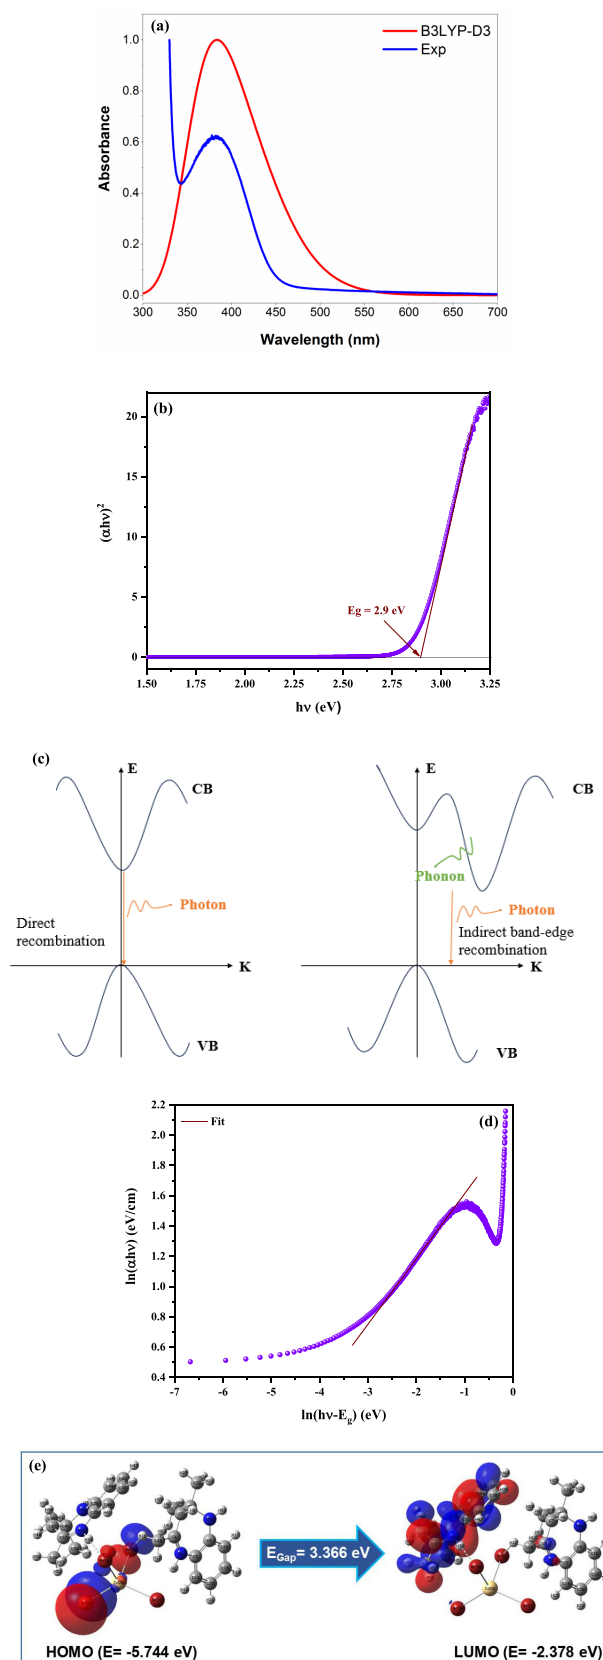 (a)
B3LYP-D3
Exp
1.0
0.8
0.6
0.4
0.2
0.0
Absorbance
300 350 400 450 500 550 600 650 700
Wavelength (nm)
(b)
20
15
10
5
0
(αhν)²
Eg = 2.9 eV
1.50 1.75 2.00 2.25 2.50 2.75 3.00 3.25
hν (eV)
(c)
E
CB
Photon
Direct
recombination
K
VB
E
CB
Phonon
Photon
Indirect band-edge
recombination
K
VB
(d)
Fit
2.2
2.0
1.8
1.6
1.4
1.2
1.0
0.8
0.6
0.4
ln(αhν) (eV/cm)
-7 -6 -5 -4 -3 -2 -1 0
ln(hν-Eg) (eV)
(e)
EGap= 3.366 eV
HOMO (E= -5.744 eV)
LUMO (E= -2.378 eV)